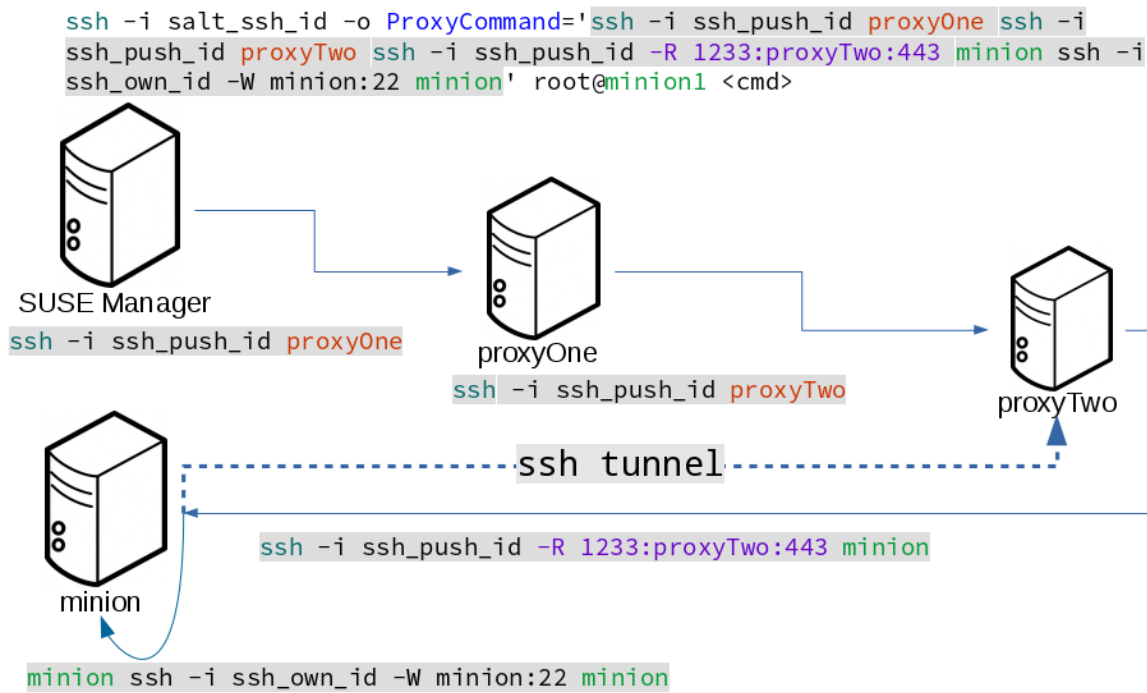 ssh -i salt_ssh_id -o ProxyCommand='ssh -i ssh_push_id proxyOne ssh -i
ssh_push_id proxyTwo ssh -i ssh_push_id -R 1233:proxyTwo:443 minion ssh -i
ssh_own_id -W minion:22 minion' root@minion1 <cmd>
SUSE Manager
ssh -i ssh_push_id proxyOne
proxyOne
ssh -i ssh_push_id proxyTwo
proxyTwo
ssh tunnel
ssh -i ssh_push_id -R 1233:proxyTwo:443 minion
minion
minion ssh -i ssh_own_id -W minion:22 minion